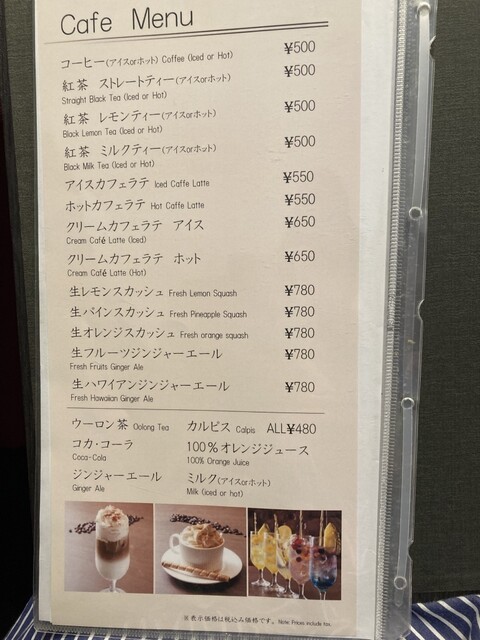 Cafe Menu
コーヒー(アイスorホット) Coffee (Iced or Hot) ¥500
紅茶 ストレートティー(アイスorホット) ¥500
Straight Black Tea (Iced or Hot)
紅茶 レモンティー(アイスorホット) ¥500
Black Lemon Tea (Iced or Hot)
紅茶 ミルクティー(アイスorホット) ¥500
Black Milk Tea (Iced or Hot)
アイスカフェラテ Iced Caffe Latte ¥550
ホットカフェラテ Hot Caffe Latte ¥550
クリームカフェラテ アイス ¥650
Cream Café Latte (Iced)
クリームカフェラテ ホット ¥650
Cream Café Latte (Hot)
生レモンスカッシュ Fresh Lemon Squash ¥780
生パインスカッシュ Fresh Pineapple Squash ¥780
生オレンジスカッシュ Fresh orange squash ¥780
生フルーツジンジャーエール ¥780
Fresh Fruits Ginger Ale
生ハワイアンジンジャーエール ¥780
Fresh Hawaiian Ginger Ale
ウーロン茶 Oolong Tea カルピス Calpis ALL¥480
コカ・コーラ 100%オレンジジュース
Coca-Cola 100% Orange Juice
ジンジャーエール ミルク(アイスorホット)
Ginger Ale Milk (iced or hot)
※表示価格は税込み価格です。 Note: Prices include tax.